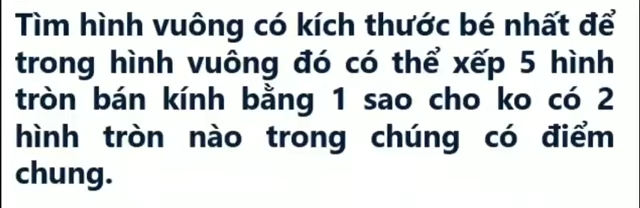 Tìm hình vuông có kích thước bé nhất để
trong hình vuông đó có thể xếp 5 hình
tròn bán kính bằng 1 sao cho ko có 2
hình tròn nào trong chúng có điểm
chung.